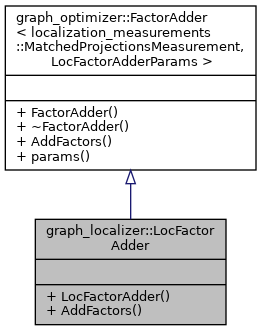 graph_optimizer::FactorAdder
< localization_measurements
::MatchedProjectionsMeasurement,
LocFactorAdderParams >
+ FactorAdder()
+ ~FactorAdder()
+ AddFactors()
+ params()
graph_localizer::LocFactor
Adder
+ LocFactorAdder()
+ AddFactors()